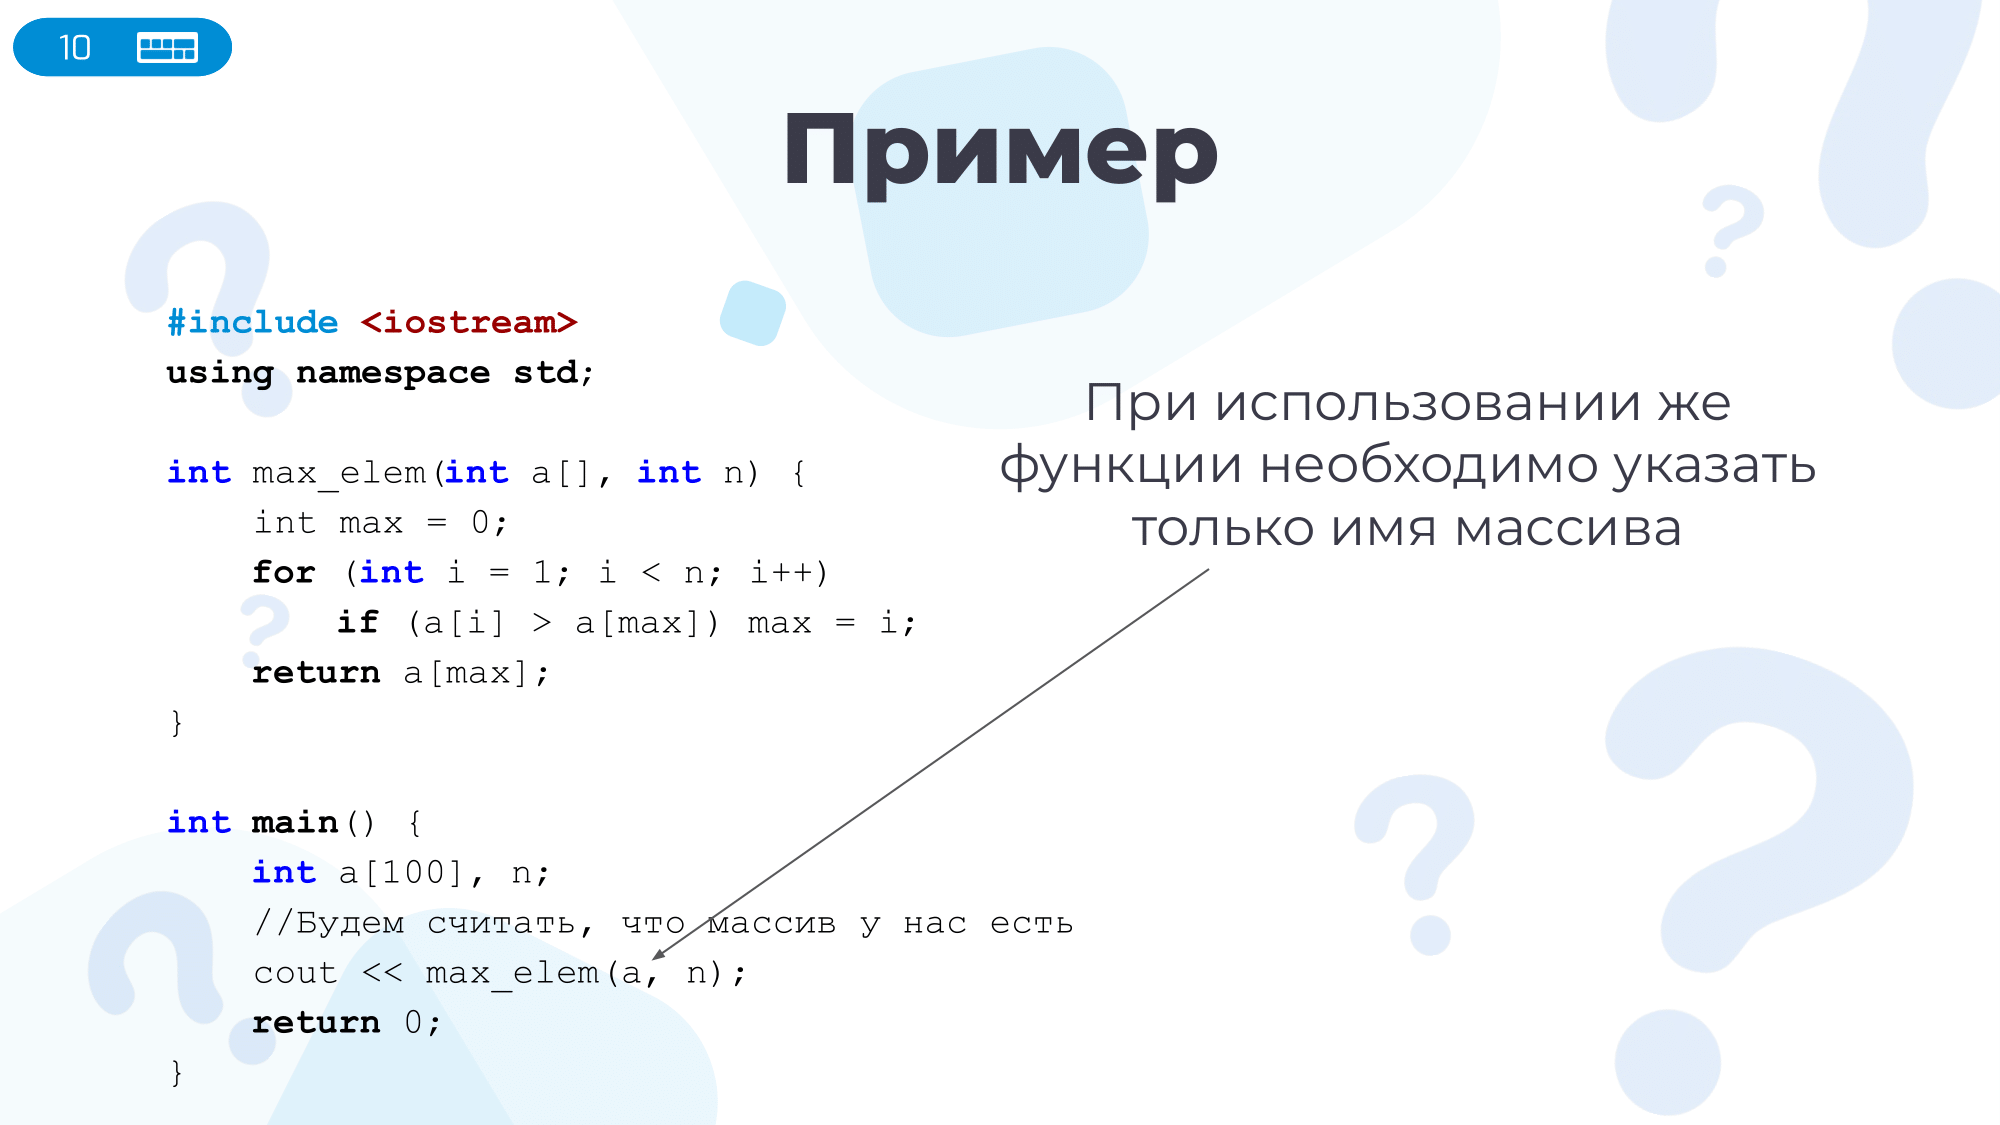 10
Пример
#include <iostream>
using namespace std;
int max_elem(int a[], int n) {
    int max = 0;
    for (int i = 1; i < n; i++)
        if (a[i] > a[max]) max = i;
    return a[max];
}
int main() {
    int a[100], n;
    //Будем считать, что массив у нас есть
    cout << max_elem(a, n);
    return 0;
}
При использовании же
функции необходимо указать
только имя массива